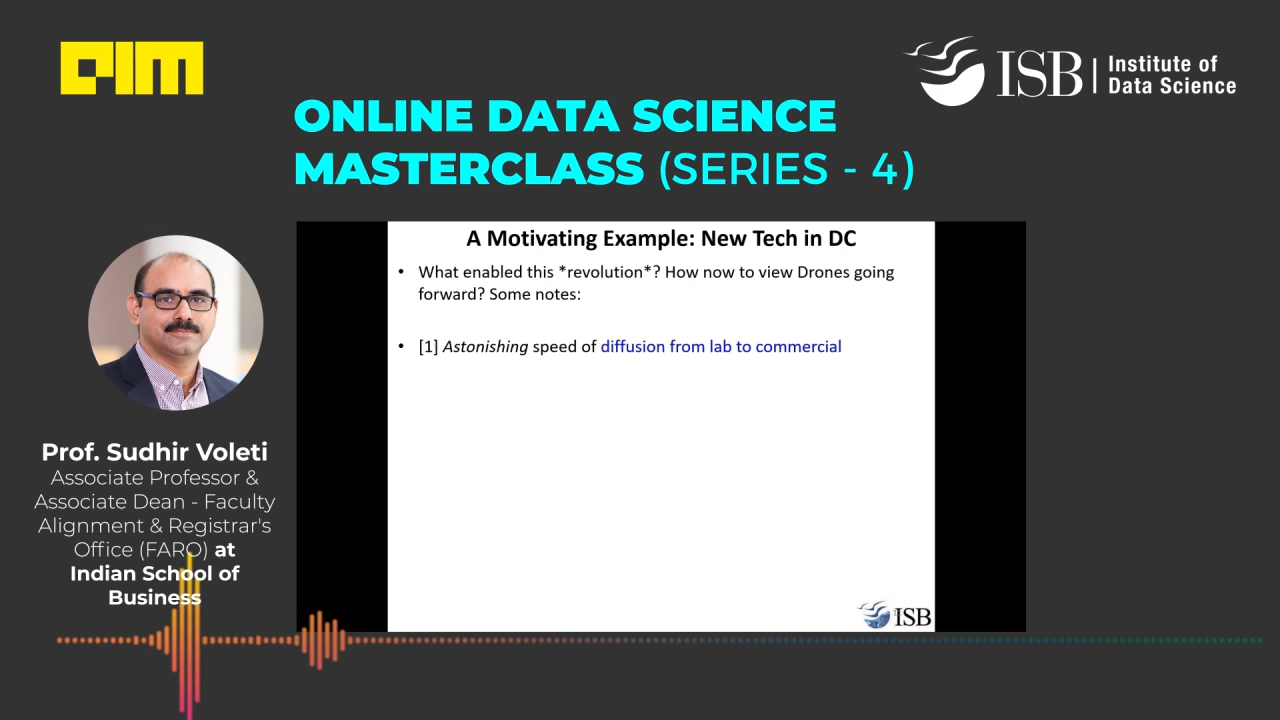 AIM
ISB
Institute of
Data Science
ONLINE DATA SCIENCE
MASTERCLASS (SERIES - 4)
A Motivating Example: New Tech in DC
• What enabled this *revolution*? How now to view Drones going
forward? Some notes:
• [1] Astonishing speed of diffusion from lab to commercial
ISB
Prof. Sudhir Voleti
Associate Professor &
Associate Dean - Faculty
Alignment & Registrar's
Office (FARO) at
Indian School of
Business